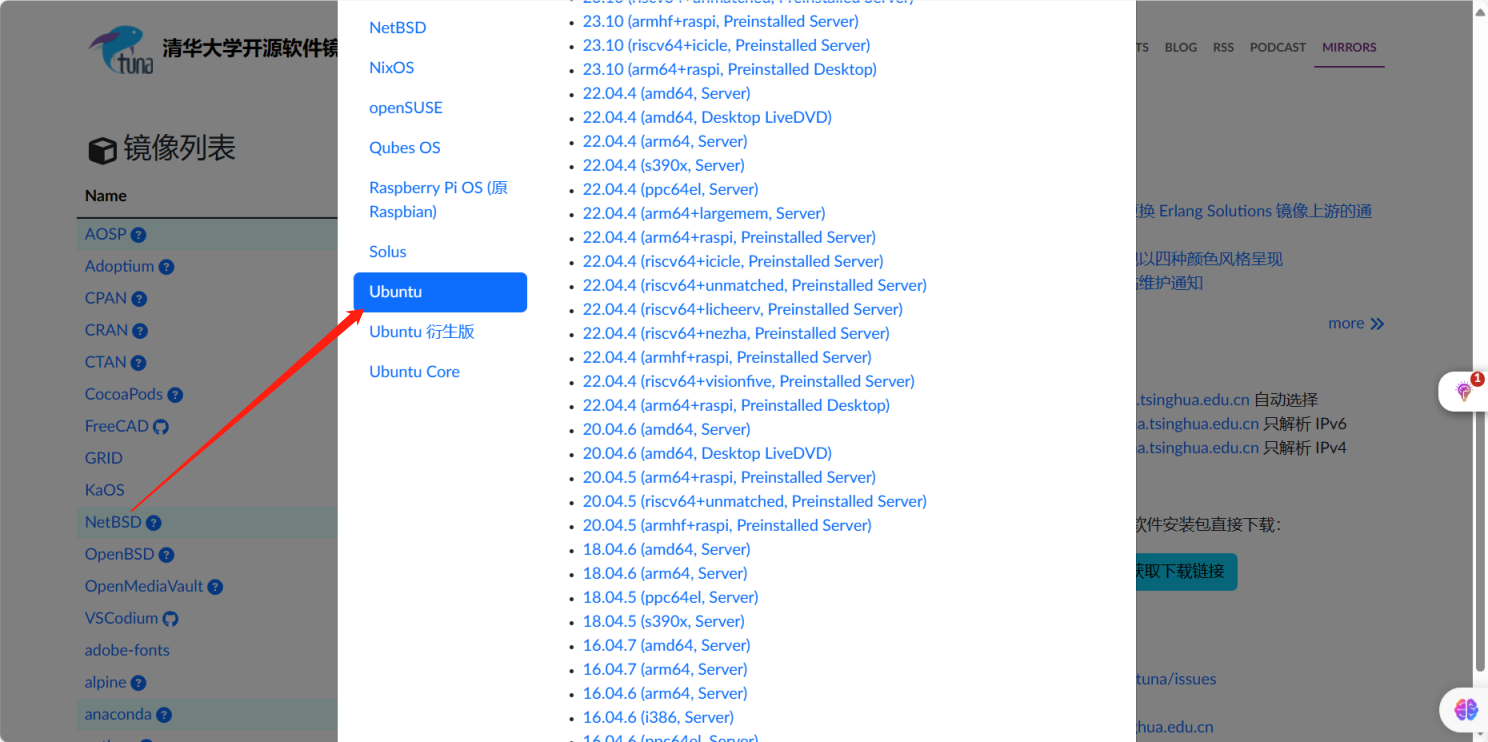 tuna
清华大学开源软件镜
TS BLOG RSS PODCAST MIRRORS
镜像列表
Name
AOSP
Adoptium
CPAN
CRAN
CTAN
CocoaPods
FreeCAD
GRID
KaOS
NetBSD
OpenBSD
OpenMediaVault
VSCodium
adobe-fonts
alpine
anaconda
NetBSD
NixOS
openSUSE
Qubes OS
Raspberry Pi OS (原
Raspbian)
Solus
Ubuntu
Ubuntu 衍生版
Ubuntu Core
23.10 (riscv64+unmatched, Preinstalled Server)
23.10 (armhf+raspi, Preinstalled Server)
23.10 (riscv64+icicle, Preinstalled Server)
23.10 (arm64+raspi, Preinstalled Desktop)
22.04.4 (amd64, Server)
22.04.4 (amd64, Desktop LiveDVD)
22.04.4 (arm64, Server)
22.04.4 (s390x, Server)
22.04.4 (ppc64el, Server)
22.04.4 (arm64+largemem, Server)
22.04.4 (arm64+raspi, Preinstalled Server)
22.04.4 (riscv64+icicle, Preinstalled Server)
22.04.4 (riscv64+unmatched, Preinstalled Server)
22.04.4 (riscv64+licheerv, Preinstalled Server)
22.04.4 (riscv64+nezha, Preinstalled Server)
22.04.4 (armhf+raspi, Preinstalled Server)
22.04.4 (riscv64+visionfive, Preinstalled Server)
22.04.4 (arm64+raspi, Preinstalled Desktop)
20.04.6 (amd64, Server)
20.04.6 (amd64, Desktop LiveDVD)
20.04.5 (arm64+raspi, Preinstalled Server)
20.04.5 (riscv64+unmatched, Preinstalled Server)
20.04.5 (armhf+raspi, Preinstalled Server)
18.04.6 (amd64, Server)
18.04.6 (arm64, Server)
18.04.5 (ppc64el, Server)
18.04.5 (s390x, Server)
16.04.7 (amd64, Server)
16.04.7 (arm64, Server)
16.04.6 (arm64, Server)
16.04.6 (i386, Server)
16.04.6 (ppc64el, Server)
换 Erlang Solutions 镜像上游的通
以四种颜色风格呈现
维护通知
more
.tsinghua.edu.cn 自动选择
a.tsinghua.edu.cn 只解析 IPv6
a.tsinghua.edu.cn 只解析 IPv4
软件安装包直接下载：
获取下载链接
tuna/issues
hua.edu.cn
1